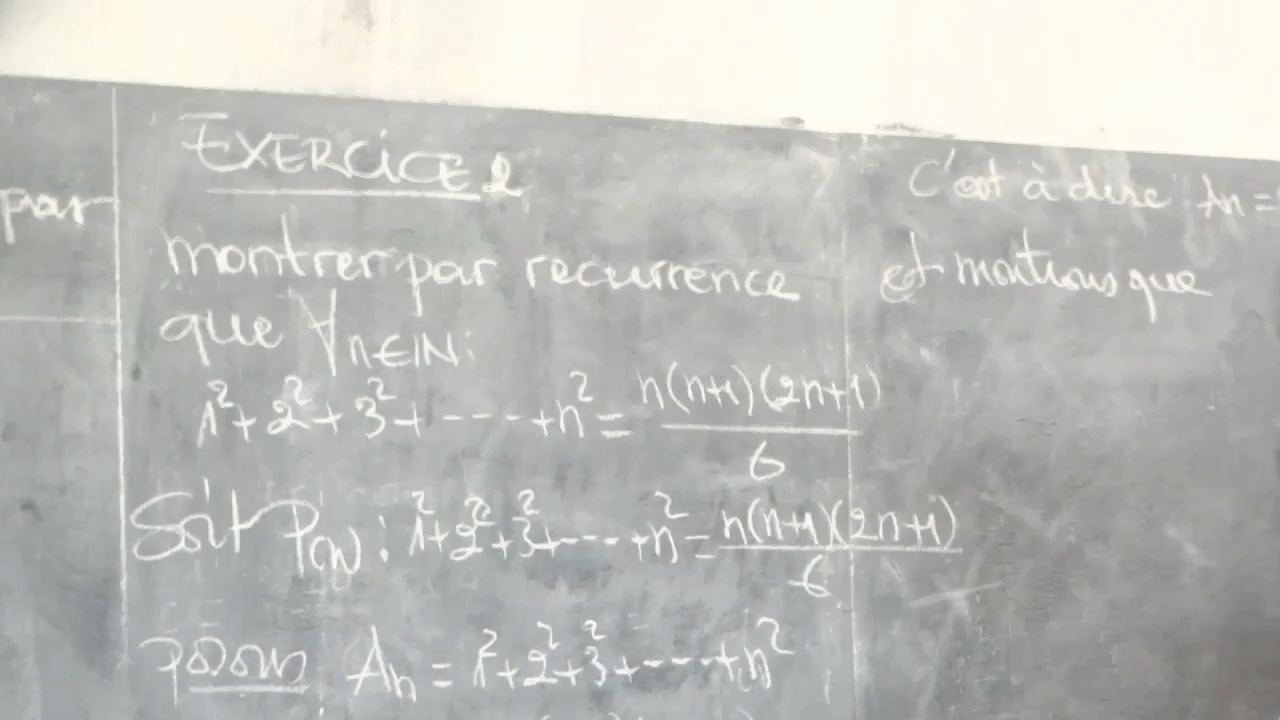 par
EXERCICE 2
montrer par recurrence
que ∀n∈IN:
1²+2²+3²+----+n² = n(n+1)(2n+1)/6
Soit P(n): 1²+2²+3²+----+n² = n(n+1)(2n+1)/6
posons An = 1²+2²+3²+----+n²
C'est à dire An =
et montrons que